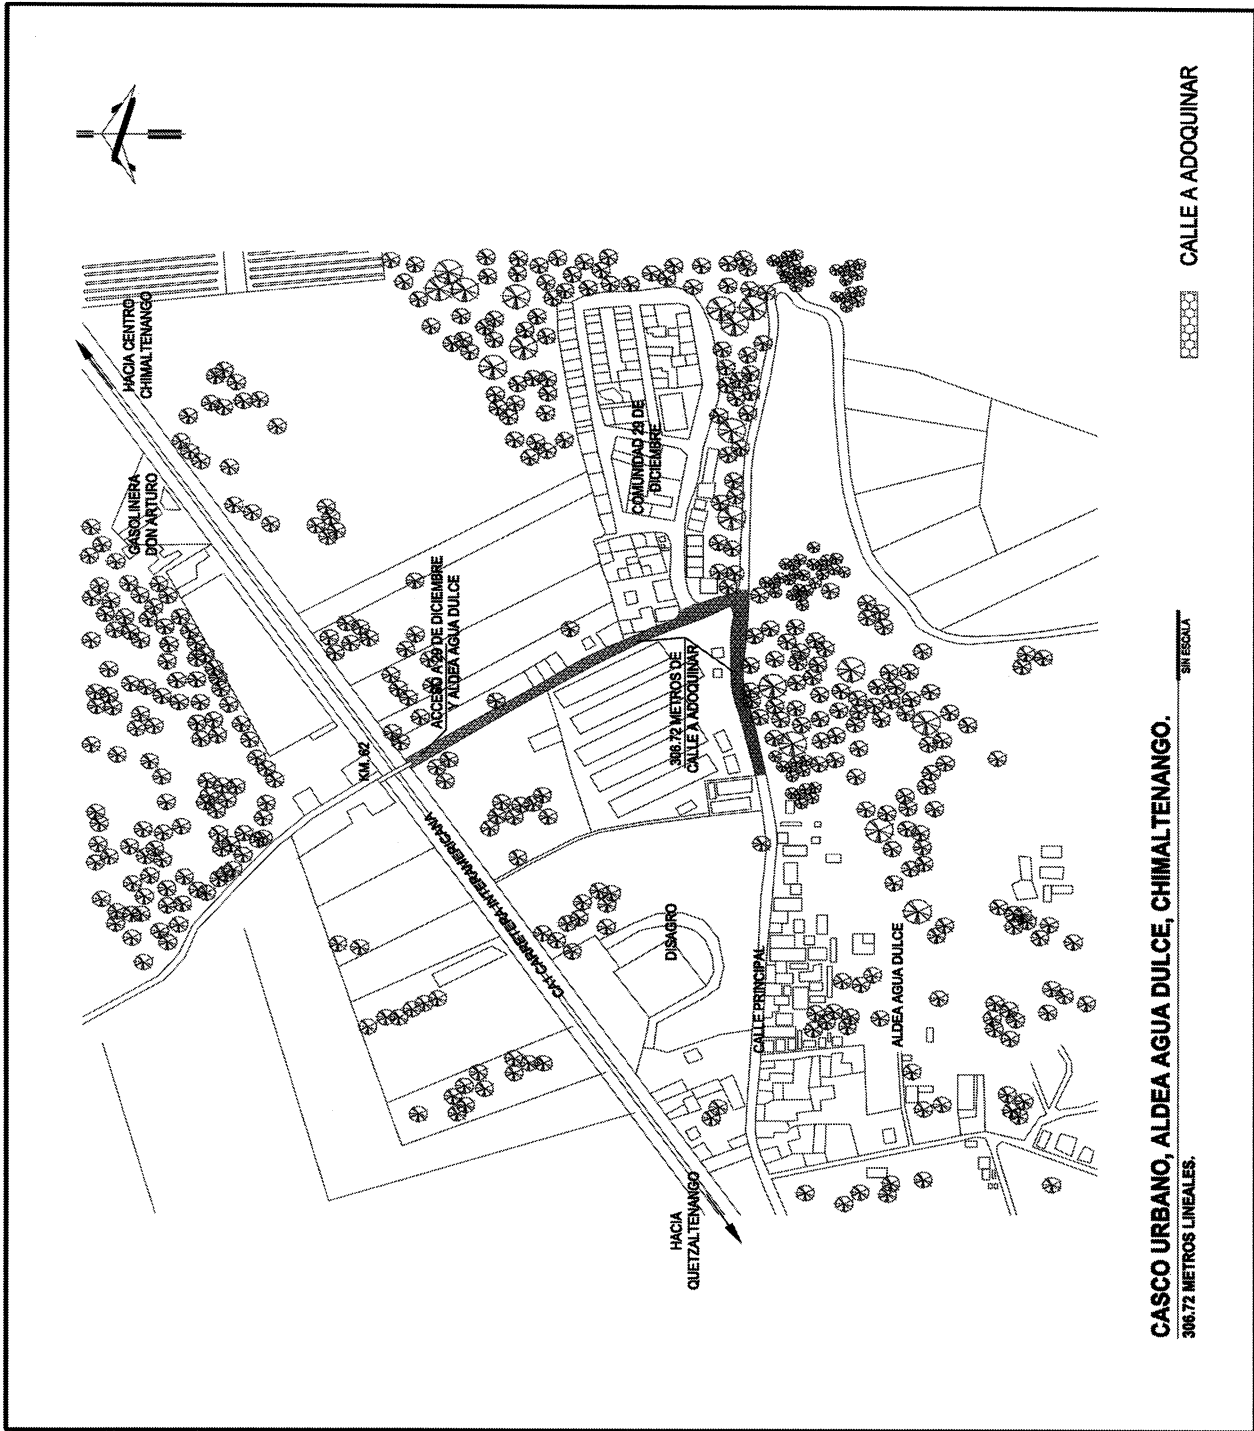 HACIA CENTRO
CHIMALTENANGO
GASOLINERA
DON ARTURO
KM. 62
ACCESO A 29 DE DICIEMBRE
Y ALDEA AGUA DULCE
CA-1 CARRETERA INTERAMERICANA
COMUNIDAD 29 DE
DICIEMBRE
306.72 METROS DE
CALLE A ADOQUINAR
DISAGRO
CALLE PRINCIPAL
ALDEA AGUA DULCE
HACIA
QUETZALTENANGO
CASCO URBANO, ALDEA AGUA DULCE, CHIMALTENANGO.
306.72 METROS LINEALES.
SIN ESCALA
CALLE A ADOQUINAR